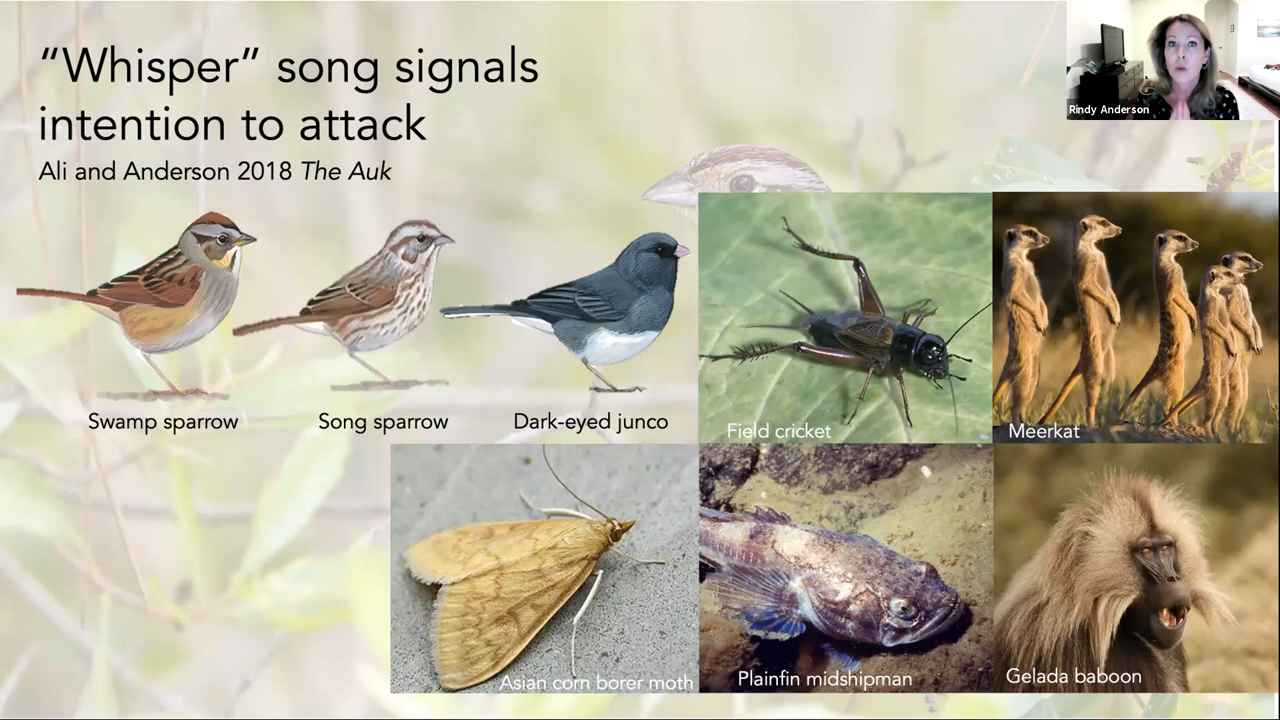 “Whisper” song signals
intention to attack
Ali and Anderson 2018 The Auk
Rindy Anderson
Swamp sparrow
Song sparrow
Dark-eyed junco
Field cricket
Meerkat
Asian corn borer moth
Plainfin midshipman
Gelada baboon